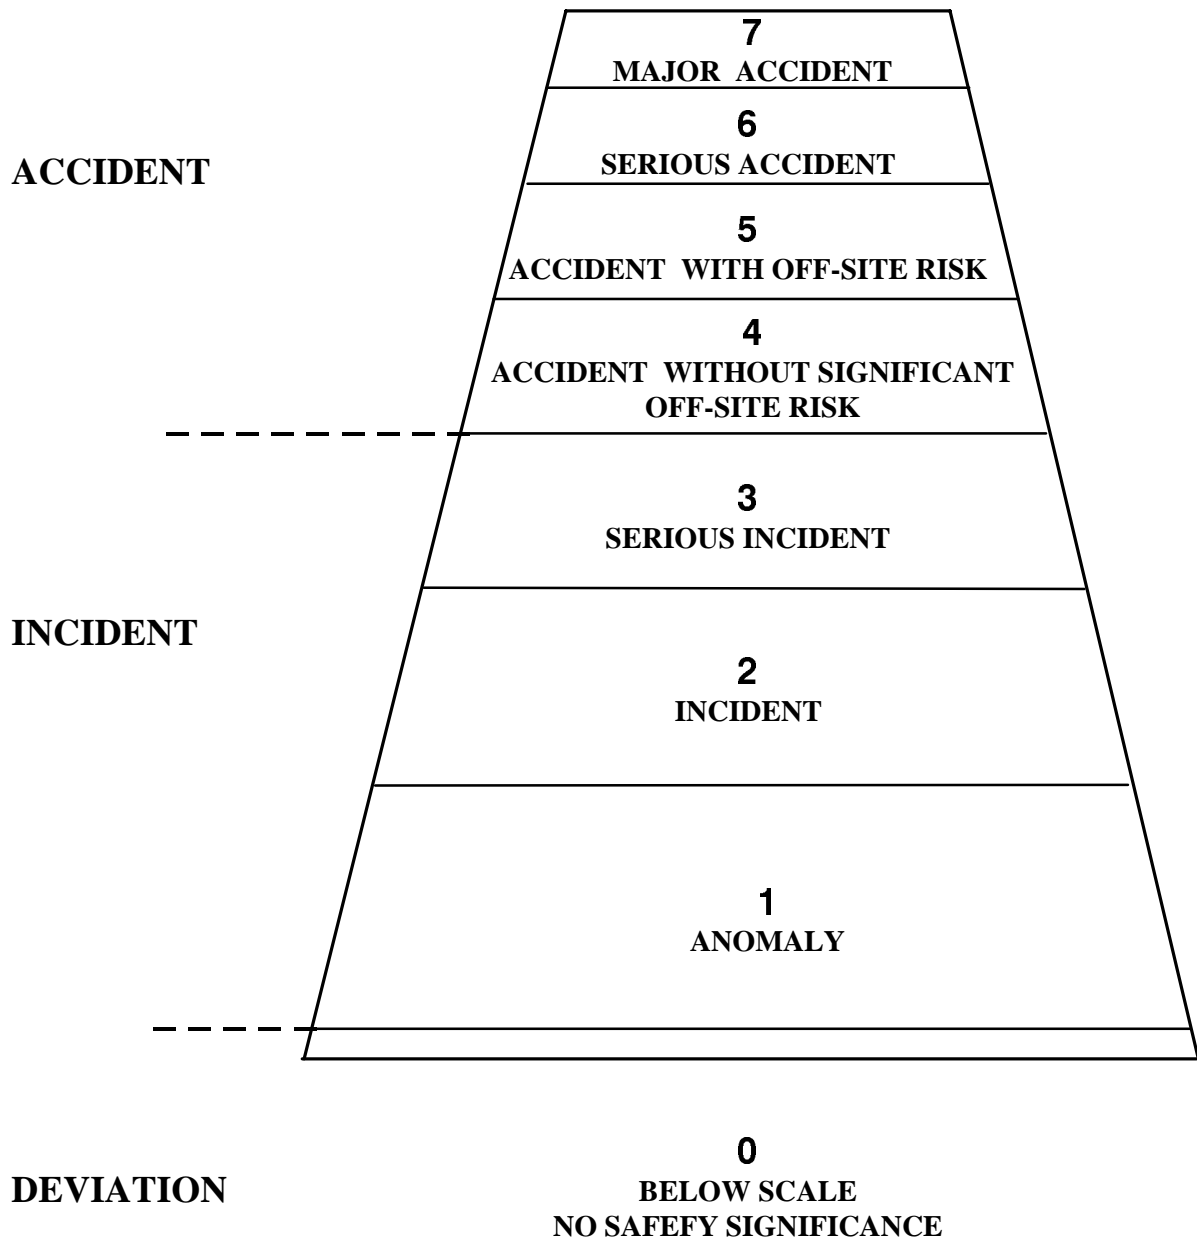 7
MAJOR ACCIDENT
6
SERIOUS ACCIDENT
ACCIDENT
5
ACCIDENT WITH OFF-SITE RISK
4
ACCIDENT WITHOUT SIGNIFICANT
OFF-SITE RISK
3
SERIOUS INCIDENT
INCIDENT
2
INCIDENT
1
ANOMALY
0
DEVIATION
BELOW SCALE
NO SAFEFY SIGNIFICANCE